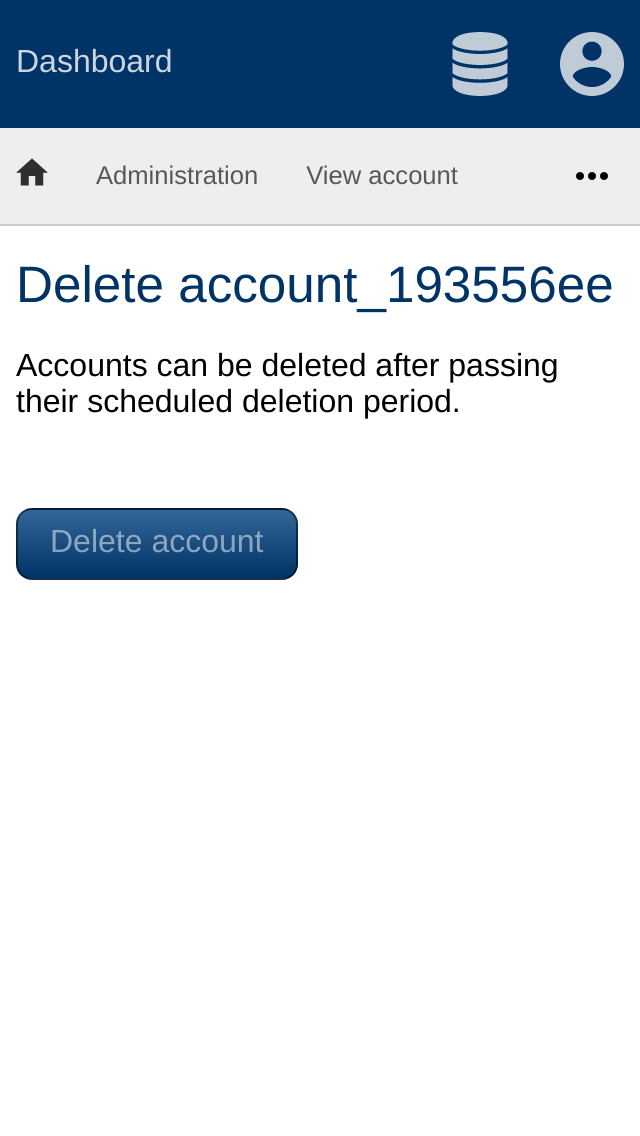 Dashboard
Administration View account
Delete account_193556ee
Accounts can be deleted after passing
their scheduled deletion period.
Delete account